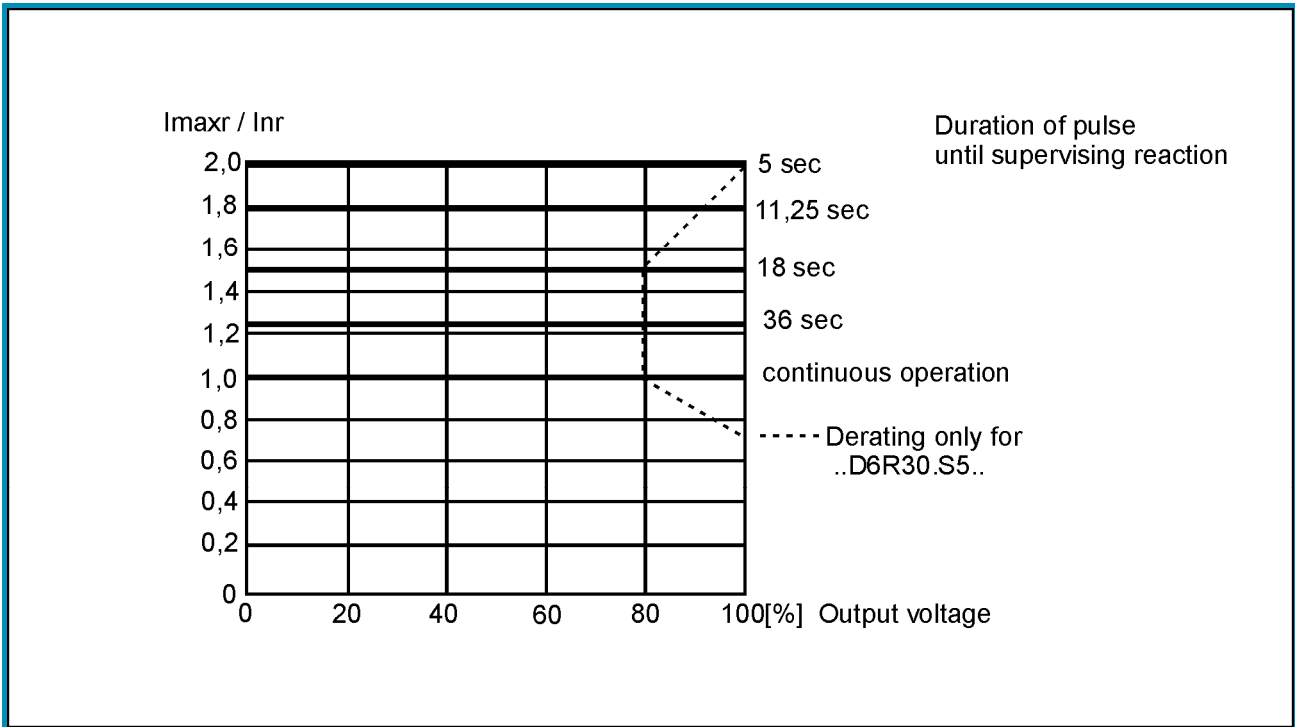 Imaxr / Inr
Duration of pulse
until supervising reaction
2,0
5 sec
1,8
11,25 sec
1,6
18 sec
1,4
36 sec
1,2
1,0
continuous operation
0,8
Derating only for
..D6R30.S5..
0,6
0,4
0,2
0
0 20 40 60 80 100[%] Output voltage